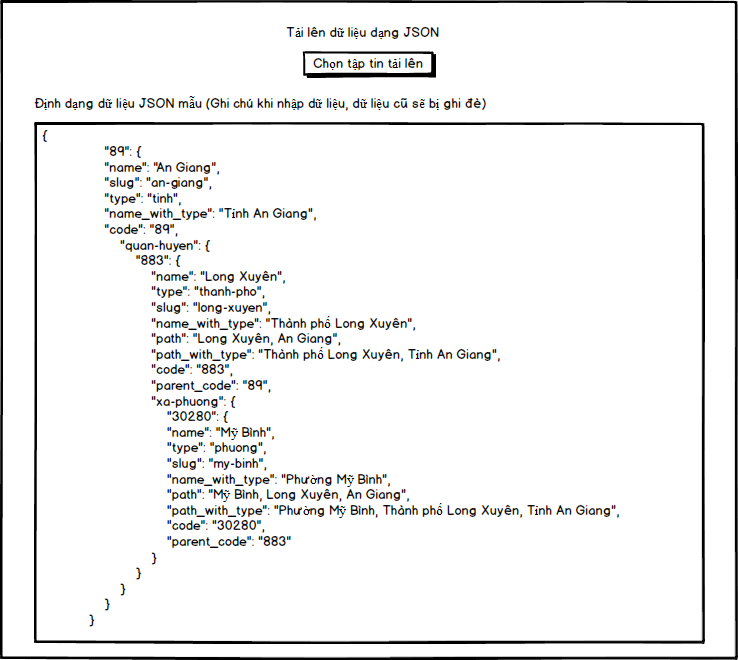 Tải lên dữ liệu dạng JSON
Chọn tập tin tải lên
Định dạng dữ liệu JSON mẫu (Ghi chú khi nhập dữ liệu, dữ liệu cũ sẽ bị ghi đè)
{
"89": {
"name": "An Giang",
"slug": "an-giang",
"type": "tinh",
"name_with_type": "Tỉnh An Giang",
"code": "89",
"quan-huyen": {
"883": {
"name": "Long Xuyên",
"type": "thanh-pho",
"slug": "long-xuyen",
"name_with_type": "Thành phố Long Xuyên",
"path": "Long Xuyên, An Giang",
"path_with_type": "Thành phố Long Xuyên, Tỉnh An Giang",
"code": "883",
"parent_code": "89",
"xa-phuong": {
"30280": {
"name": "Mỹ Bình",
"type": "phuong",
"slug": "my-binh",
"name_with_type": "Phường Mỹ Bình",
"path": "Mỹ Bình, Long Xuyên, An Giang",
"path_with_type": "Phường Mỹ Bình, Thành phố Long Xuyên, Tỉnh An Giang",
"code": "30280",
"parent_code": "883"
}
}
}
}
}